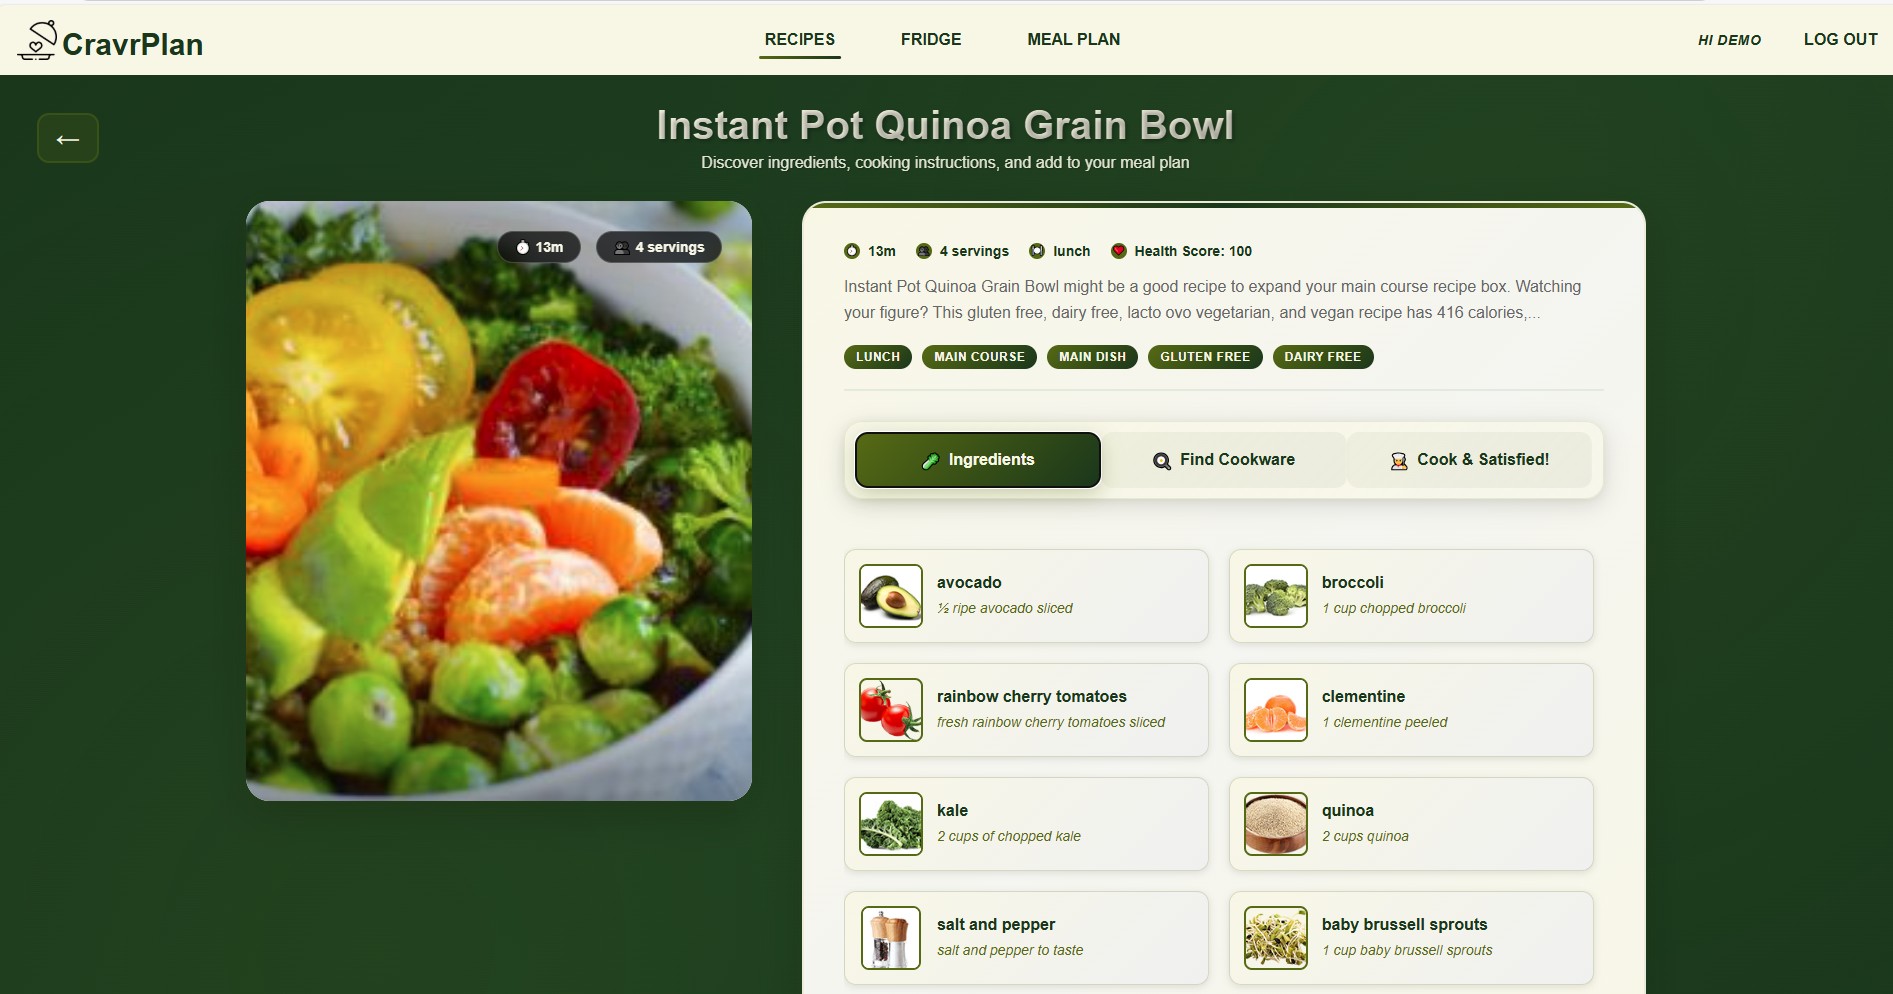 CravrPlan
RECIPES
FRIDGE
MEAL PLAN
HI DEMO
LOG OUT
←
Instant Pot Quinoa Grain Bowl
Discover ingredients, cooking instructions, and add to your meal plan
13m
4 servings
13m
4 servings
lunch
Health Score: 100
Instant Pot Quinoa Grain Bowl might be a good recipe to expand your main course recipe box. Watching
your figure? This gluten free, dairy free, lacto ovo vegetarian, and vegan recipe has 416 calories,...
LUNCH
MAIN COURSE
MAIN DISH
GLUTEN FREE
DAIRY FREE
Ingredients
Find Cookware
Cook & Satisfied!
avocado
½ ripe avocado sliced
broccoli
1 cup chopped broccoli
rainbow cherry tomatoes
fresh rainbow cherry tomatoes sliced
clementine
1 clementine peeled
kale
2 cups of chopped kale
quinoa
2 cups quinoa
salt and pepper
salt and pepper to taste
baby brussell sprouts
1 cup baby brussell sprouts